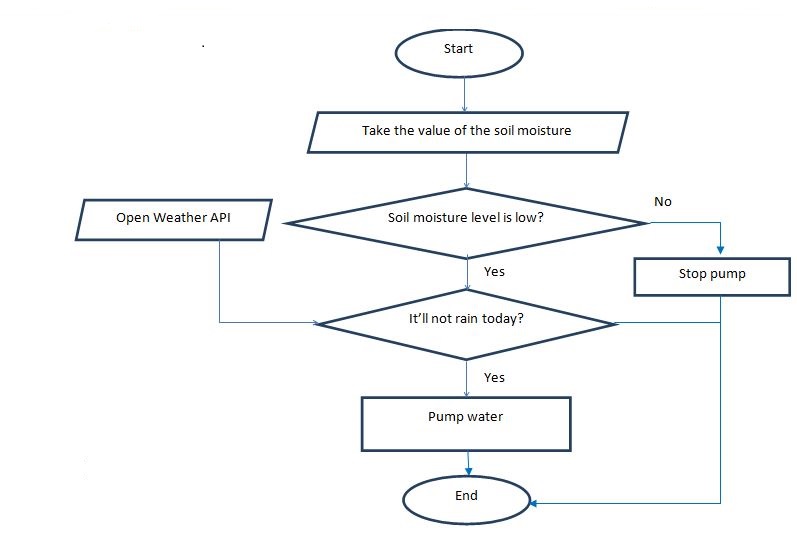 Start
Take the value of the soil moisture
No
Open Weather API
Soil moisture level is low?
Yes
Stop pump
It’ll not rain today?
Yes
Pump water
End